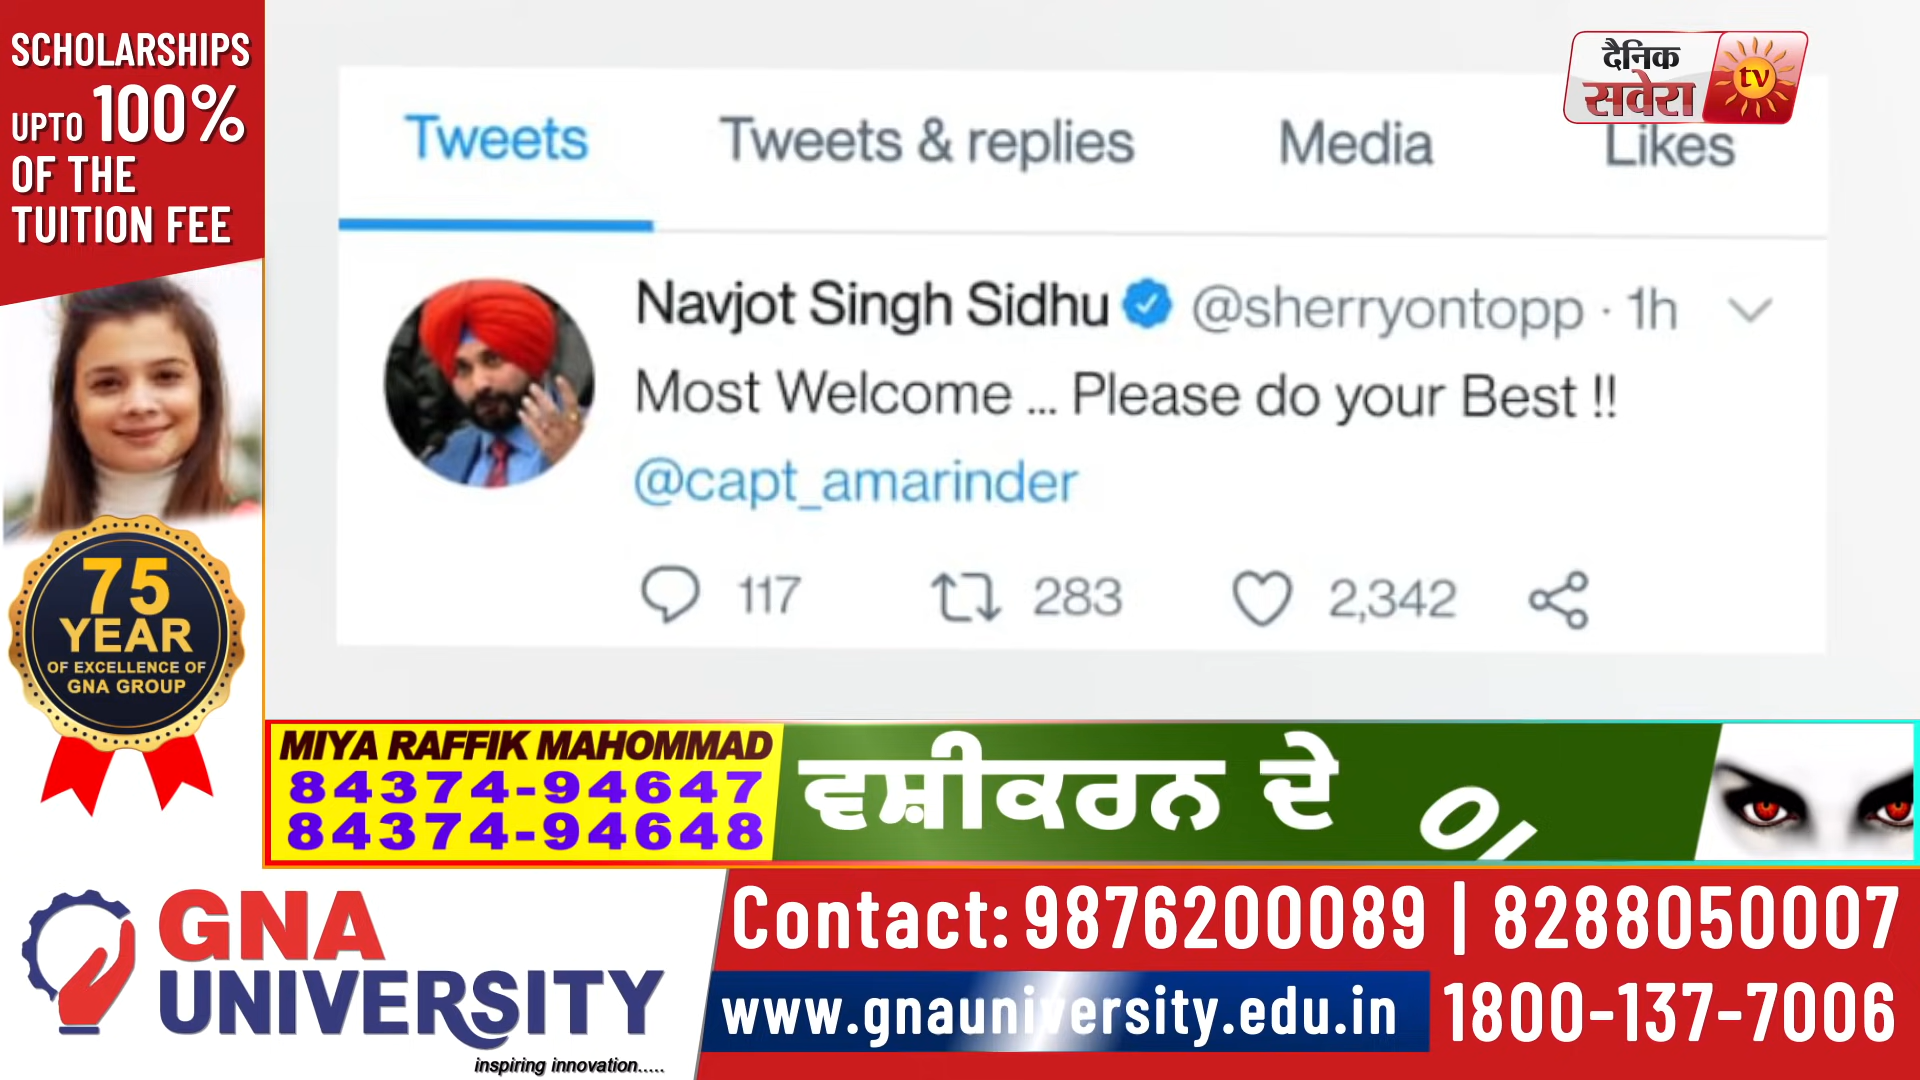 SCHOLARSHIPS
UPTO 100%
OF THE
TUITION FEE
75
YEAR
OF EXCELLENCE OF
GNA GROUP
दैनिक
सवेरा
tv
Tweets Tweets & replies Media Likes
Navjot Singh Sidhu @sherryontopp · 1h
Most Welcome ... Please do your Best !!
@capt_amarinder
117 283 2,342
MIYA RAFFIK MAHOMMAD
84374-94647
84374-94648
ਵਸ਼ੀਕਰਨ ਦੇ
GNA
UNIVERSITY
inspiring innovation.....
Contact: 9876200089 | 8288050007
www.gnauniversity.edu.in 1800-137-7006